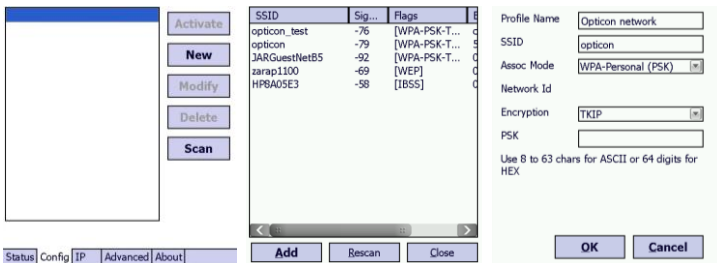 Activate
New
Modify
Delete
Scan
Status Config IP Advanced About
SSID Sig... Flags
opticon_test -76 [WPA-PSK-T...
opticon -79 [WPA-PSK-T...
JARGuestNetB5 -92 [WPA-PSK-T...
zarap1100 -69 [WEP]
HP8A05E3 -58 [IBSS]
Add Rescan Close
Profile Name Opticon network
SSID opticon
Assoc Mode WPA-Personal (PSK)
Network Id
Encryption TKIP
PSK
Use 8 to 63 chars for ASCII or 64 digits for
HEX
OK Cancel